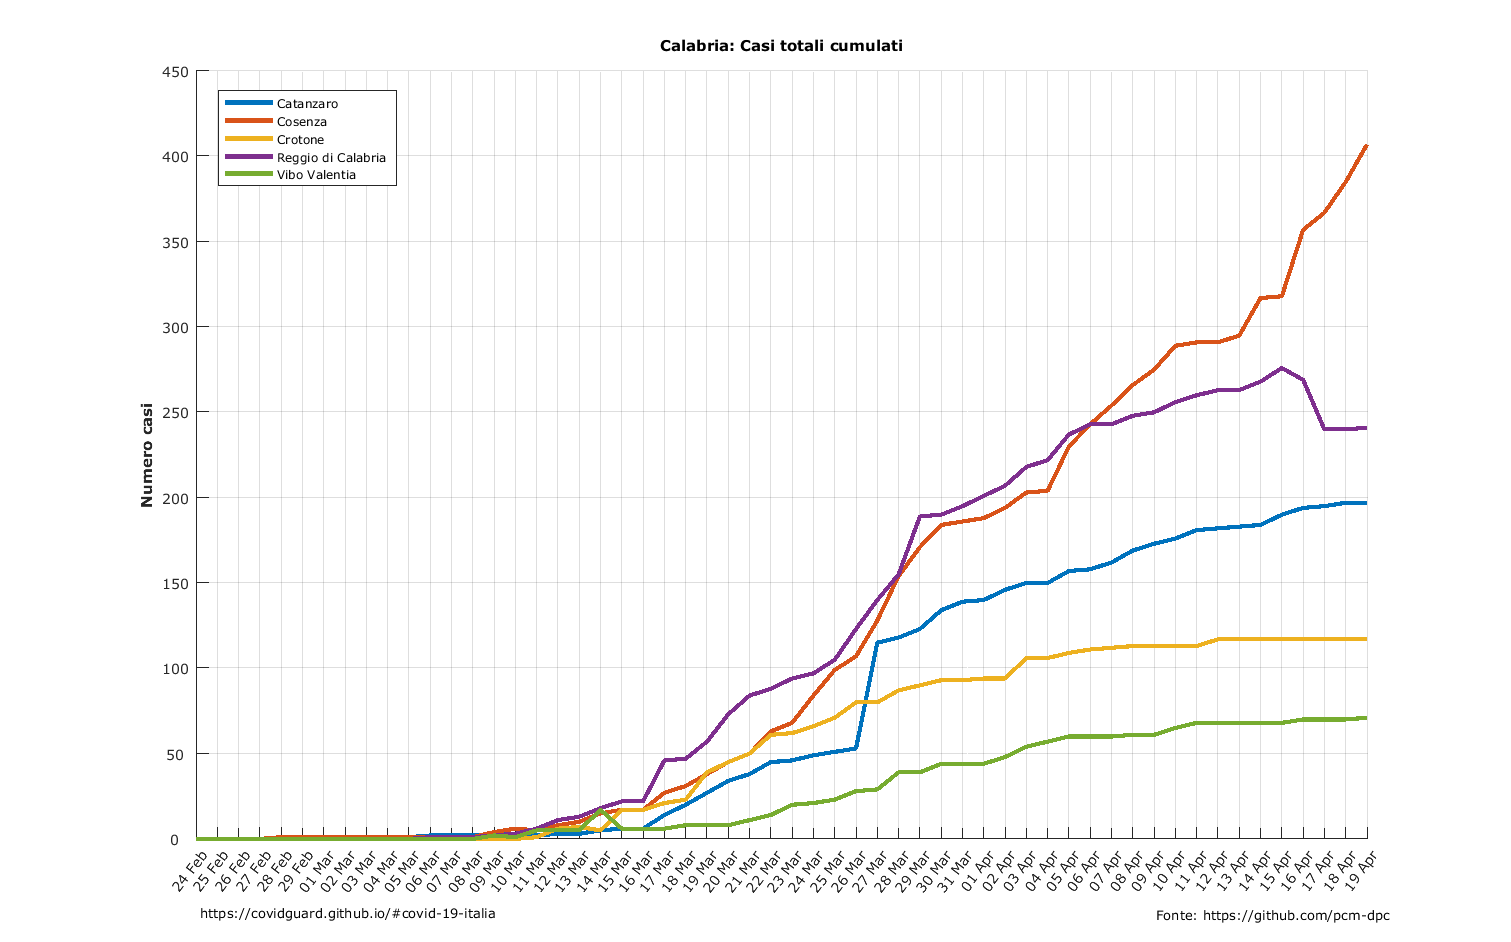 Calabria: Casi totali cumulati
450
400
350
300
250
200
150
100
50
0
Numero casi
Catanzaro
Cosenza
Crotone
Reggio di Calabria
Vibo Valentia
24 Feb
25 Feb
26 Feb
27 Feb
28 Feb
29 Feb
01 Mar
02 Mar
03 Mar
04 Mar
05 Mar
06 Mar
07 Mar
08 Mar
09 Mar
10 Mar
11 Mar
12 Mar
13 Mar
14 Mar
15 Mar
16 Mar
17 Mar
18 Mar
19 Mar
20 Mar
21 Mar
22 Mar
23 Mar
24 Mar
25 Mar
26 Mar
27 Mar
28 Mar
29 Mar
30 Mar
31 Mar
01 Apr
02 Apr
03 Apr
04 Apr
05 Apr
06 Apr
07 Apr
08 Apr
09 Apr
10 Apr
11 Apr
12 Apr
13 Apr
14 Apr
15 Apr
16 Apr
17 Apr
18 Apr
19 Apr
https://covidguard.github.io/#covid-19-italia
Fonte: https://github.com/pcm-dpc